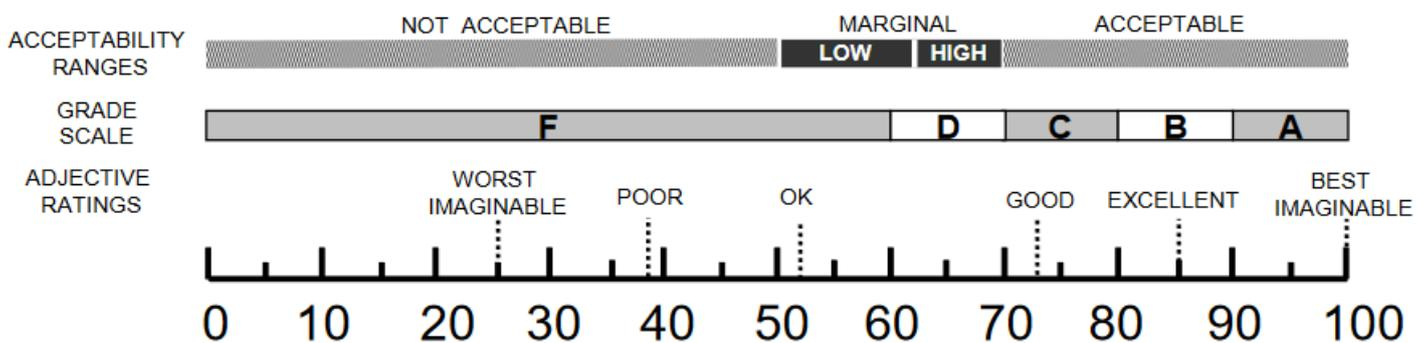 NOT ACCEPTABLE
MARGINAL
ACCEPTABLE
ACCEPTABILITY
RANGES
LOW
HIGH
GRADE
SCALE
F
D
C
B
A
ADJECTIVE
RATINGS
WORST
IMAGINABLE
POOR
OK
GOOD
EXCELLENT
BEST
IMAGINABLE
0 10 20 30 40 50 60 70 80 90 100